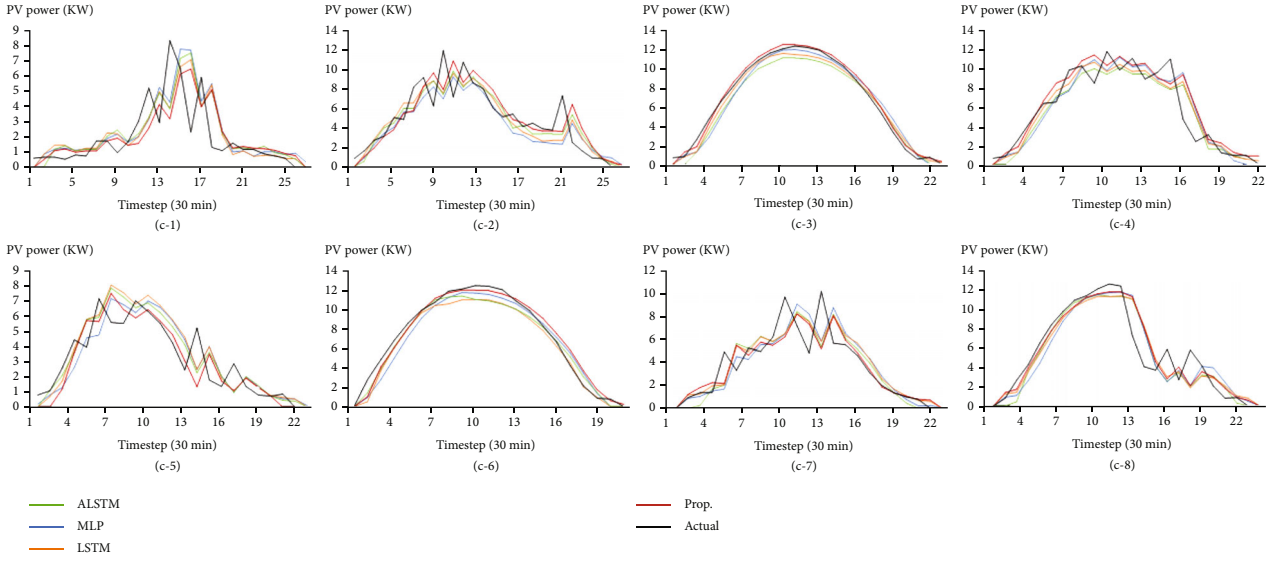 PV power (KW) PV power (KW) PV power (KW) PV power (KW)
9
8
7
6
5
4
3
2
1
0
1 5 9 13 17 21 25
Timestep (30 min)
(c-1)
14
12
10
8
6
4
2
0
1 5 9 13 17 21 25
Timestep (30 min)
(c-2)
14
12
10
8
6
4
2
0
1 4 7 10 13 16 19 22
Timestep (30 min)
(c-3)
14
12
10
8
6
4
2
0
1 4 7 10 13 16 19 22
Timestep (30 min)
(c-4)
PV power (KW) PV power (KW) PV power (KW) PV power (KW)
9
8
7
6
5
4
3
2
1
0
1 4 7 10 13 16 19 22
Timestep (30 min)
(c-5)
14
12
10
8
6
4
2
0
1 4 7 10 13 16 19
Timestep (30 min)
(c-6)
12
10
8
6
4
2
0
1 4 7 10 13 16 19 22
Timestep (30 min)
(c-7)
14
12
10
8
6
4
2
0
1 4 7 10 13 16 19 22
Timestep (30 min)
(c-8)
ALSTM
MLP
LSTM
Prop.
Actual